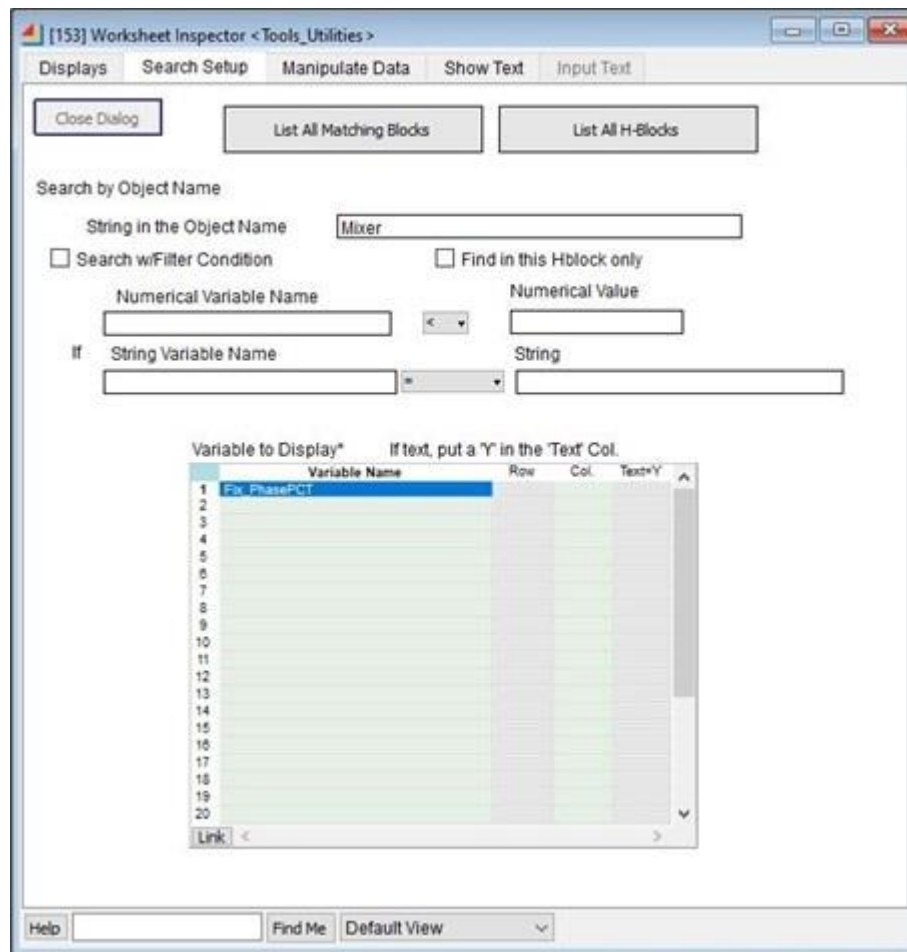 [153] Worksheet Inspector <Tools_Utilities>
Displays Search Setup Manipulate Data Show Text Input Text
Close Dialog List All Matching Blocks List All H-Blocks
Search by Object Name
String in the Object Name Mixer
Search w/Filter Condition Find in this Hblock only
Numerical Variable Name Numerical Value
<
If String Variable Name String
=
Variable to Display* If text, put a 'Y' in the 'Text' Col.
Variable Name Row Col. Text=Y
1 Fix_PhasePCT
2
3
4
5
6
7
8
9
10
11
12
13
14
15
16
17
18
19
20
Link < >
Help Find Me Default View